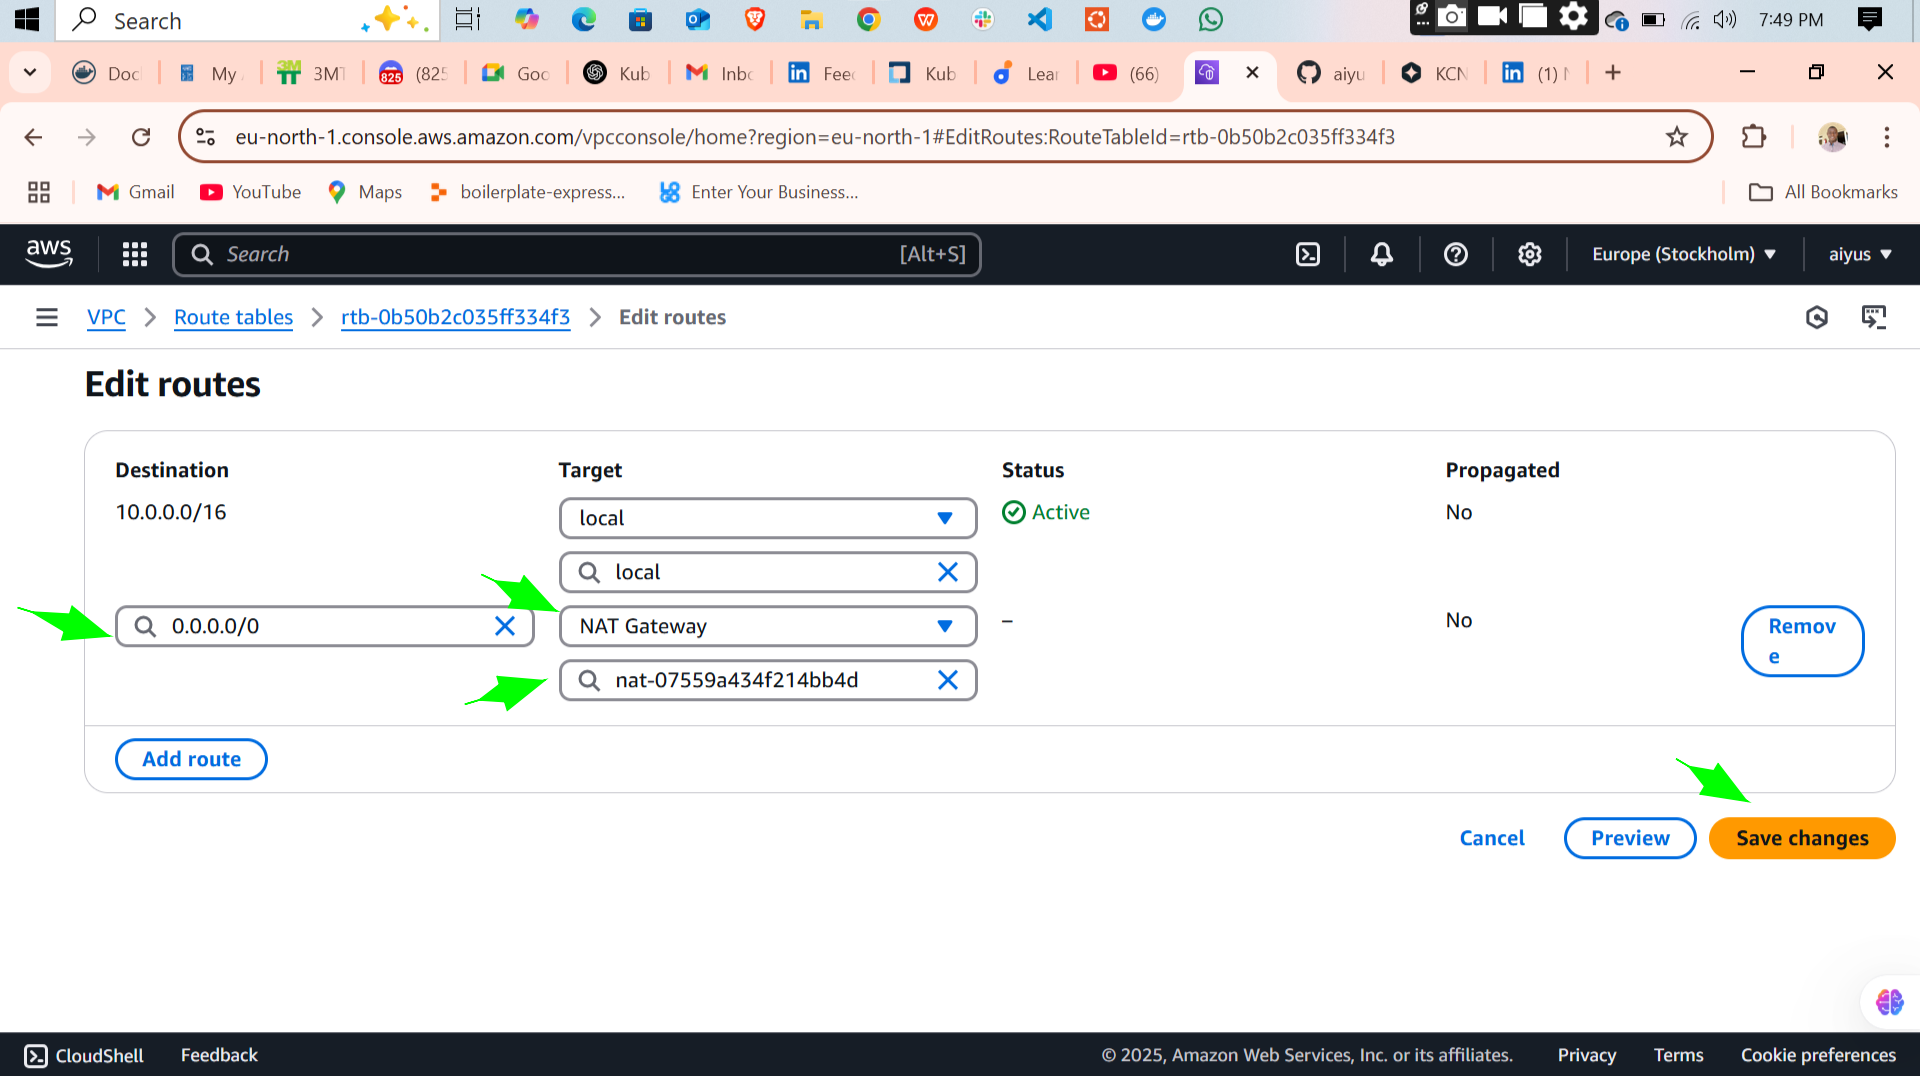 Search
7:49 PM
Doc
My
3MT
825
(825
Goo
Kub
Inbo
Feed
Kub
Lear
(66)
aiyu
KCN
(1)
eu-north-1.console.aws.amazon.com/vpcconsole/home?region=eu-north-1#EditRoutes:RouteTableId=rtb-0b50b2c035ff334f3
Gmail
YouTube
Maps
boilerplate-express...
Enter Your Business...
All Bookmarks
aws
Search
[Alt+S]
Europe (Stockholm)
aiyus
VPC
Route tables
rtb-0b50b2c035ff334f3
Edit routes
Edit routes
Destination
Target
Status
Propagated
10.0.0.0/16
local
Active
No
local
0.0.0.0/0
NAT Gateway
–
No
Remov
e
nat-07559a434f214bb4d
Add route
Cancel
Preview
Save changes
CloudShell
Feedback
© 2025, Amazon Web Services, Inc. or its affiliates.
Privacy
Terms
Cookie preferences